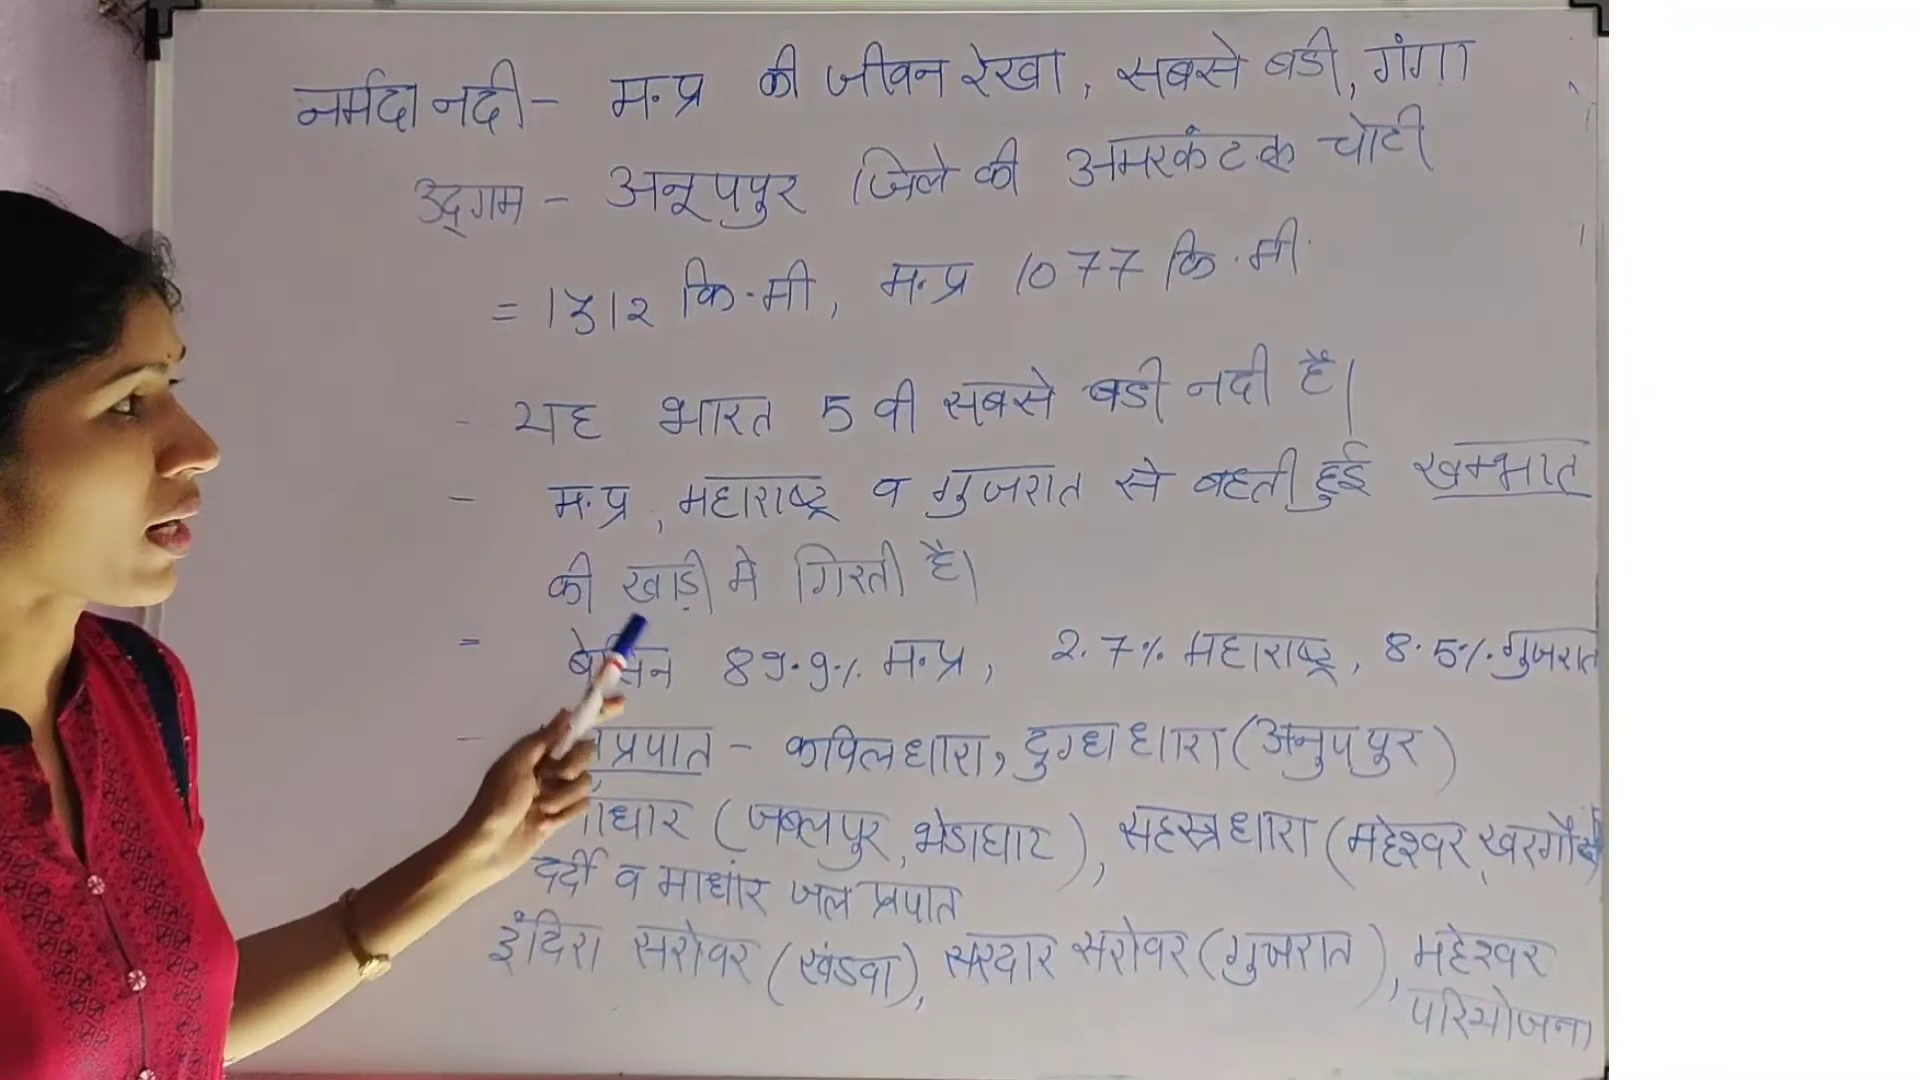 नर्मदा नदी - म.प्र की जीवन रेखा, सबसे बडी, गंगा
उद्गम - अनूपपुर जिले की अमरकंटक चोटी
= 1312 कि.मी, म.प्र 1077 कि.मी
- यह भारत 5 वी सबसे बडी नदी है।
- म.प्र, महाराष्ट्र व गुजरात से बहती हुई खम्भात
की खाड़ी मे गिरती है।
= 89.9% म.प्र, 2.7% महाराष्ट्र, 8.5% गुजरात
- प्रपात - कपिलधारा, दुग्धधारा (अनुपपुर)
(जबलपुर, भेडाघाट), सहस्त्रधारा (महेश्वर, खरगौन)
दर्दी व माधांर जल प्रपात
इंदिरा सरोवर (खंडवा), सरदार सरोवर (गुजरात), महेश्वर
परियोजना